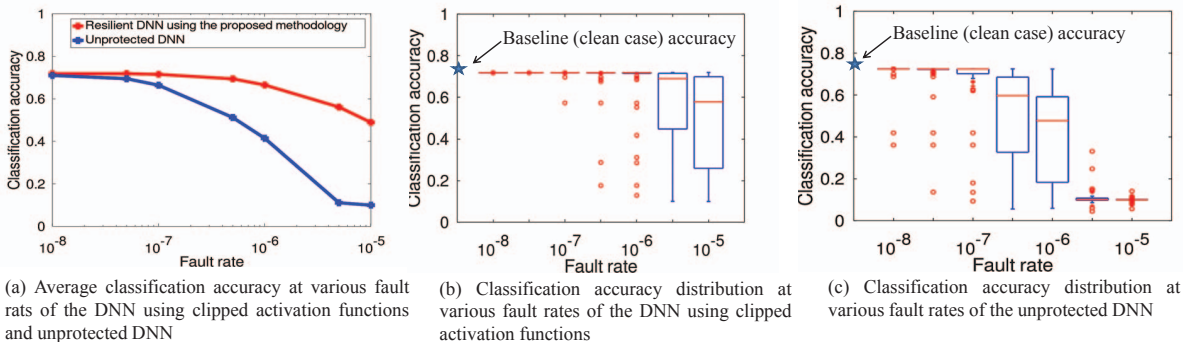 1
0.8
0.6
0.4
0.2
0
Classification accuracy
Resilient DNN using the proposed methodology
Unprotected DNN
10-8
10-7
10-6
10-5
Fault rate
(a) Average classification accuracy at various fault
rats of the DNN using clipped activation functions
and unprotected DNN
1
0.8
0.6
0.4
0.2
0
Classification accuracy
Baseline (clean case) accuracy
10-8
10-7
10-6
10-5
Fault rate
(b) Classification accuracy distribution at
various fault rates of the DNN using clipped
activation functions
1
0.8
0.6
0.4
0.2
0
Classification accuracy
Baseline (clean case) accuracy
10-8
10-7
10-6
10-5
Fault rate
(c) Classification accuracy distribution at
various fault rates of the unprotected DNN